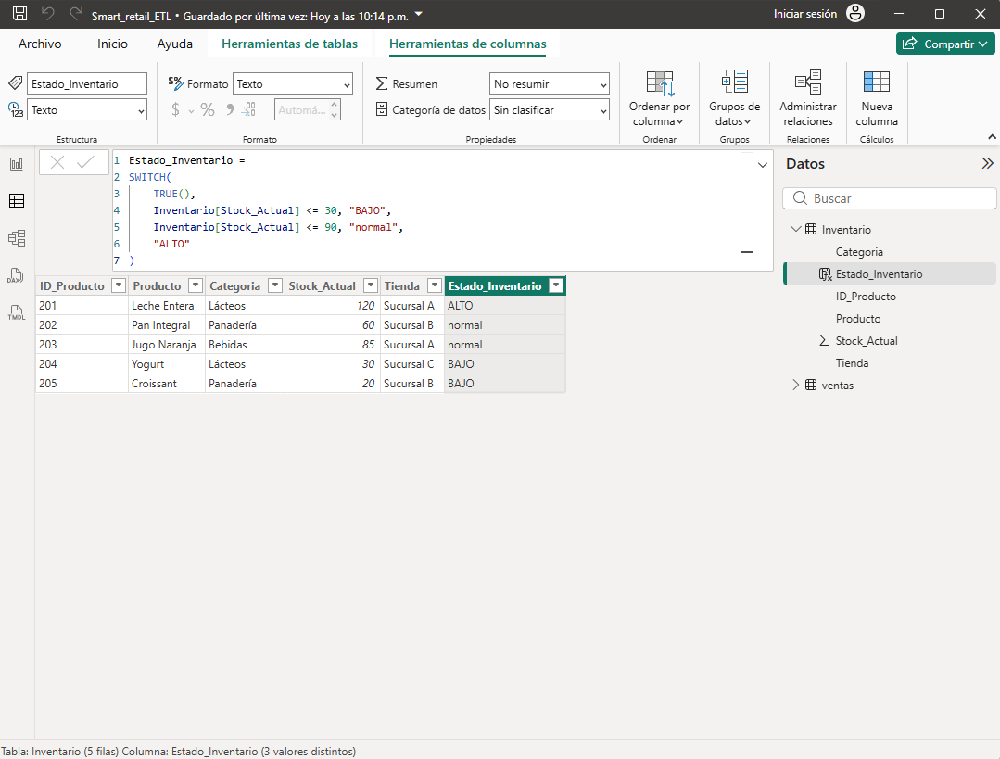 Smart_retail_ETL • Guardado por última vez: Hoy a las 10:14 p.m.
Iniciar sesión
Archivo Inicio Ayuda Herramientas de tablas Herramientas de columnas
Compartir
Estado_Inventario
Formato Texto
Resumen No resumir
123 Texto
$ % 9 .00 Automá...
Categoría de datos Sin clasificar
Ordenar por columna
Grupos de datos
Administrar relaciones
Nueva columna
Estructura Formato Propiedades Ordenar Grupos Relaciones Cálculos
1 Estado_Inventario =
2 SWITCH(
3 TRUE(),
4 Inventario[Stock_Actual] <= 30, "BAJO",
5 Inventario[Stock_Actual] <= 90, "normal",
6 "ALTO"
7 )
DAX
TMDL
ID_Producto Producto Categoria Stock_Actual Tienda Estado_Inventario
201 Leche Entera Lácteos 120 Sucursal A ALTO
202 Pan Integral Panadería 60 Sucursal B normal
203 Jugo Naranja Bebidas 85 Sucursal A normal
204 Yogurt Lácteos 30 Sucursal C BAJO
205 Croissant Panadería 20 Sucursal B BAJO
Datos
Buscar
Inventario
Categoria
Estado_Inventario
ID_Producto
Producto
Stock_Actual
Tienda
ventas
Tabla: Inventario (5 filas) Columna: Estado_Inventario (3 valores distintos)